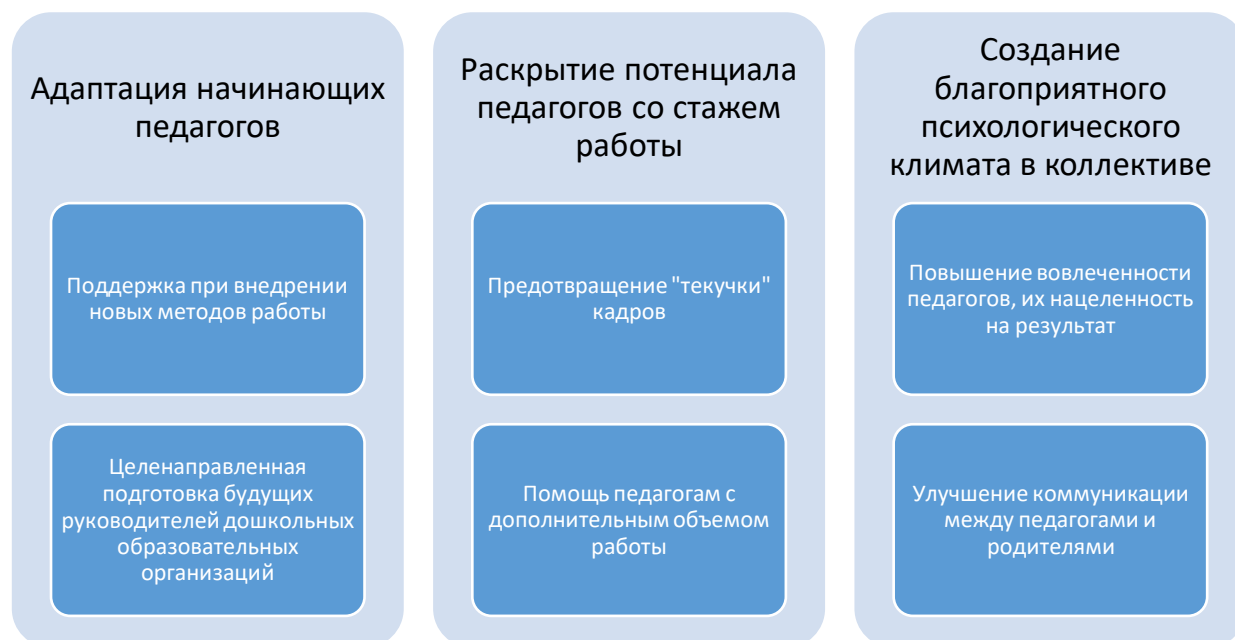 Адаптация начинающих
педагогов
Поддержка при внедрении
новых методов работы
Целенаправленная
подготовка будущих
руководителей дошкольных
образовательных
организаций
Раскрытие потенциала
педагогов со стажем
работы
Предотвращение "текучки"
кадров
Помощь педагогам с
дополнительным объемом
работы
Создание
благоприятного
психологического
климата в коллективе
Повышение вовлеченности
педагогов, их нацеленность
на результат
Улучшение коммуникации
между педагогами и
родителями